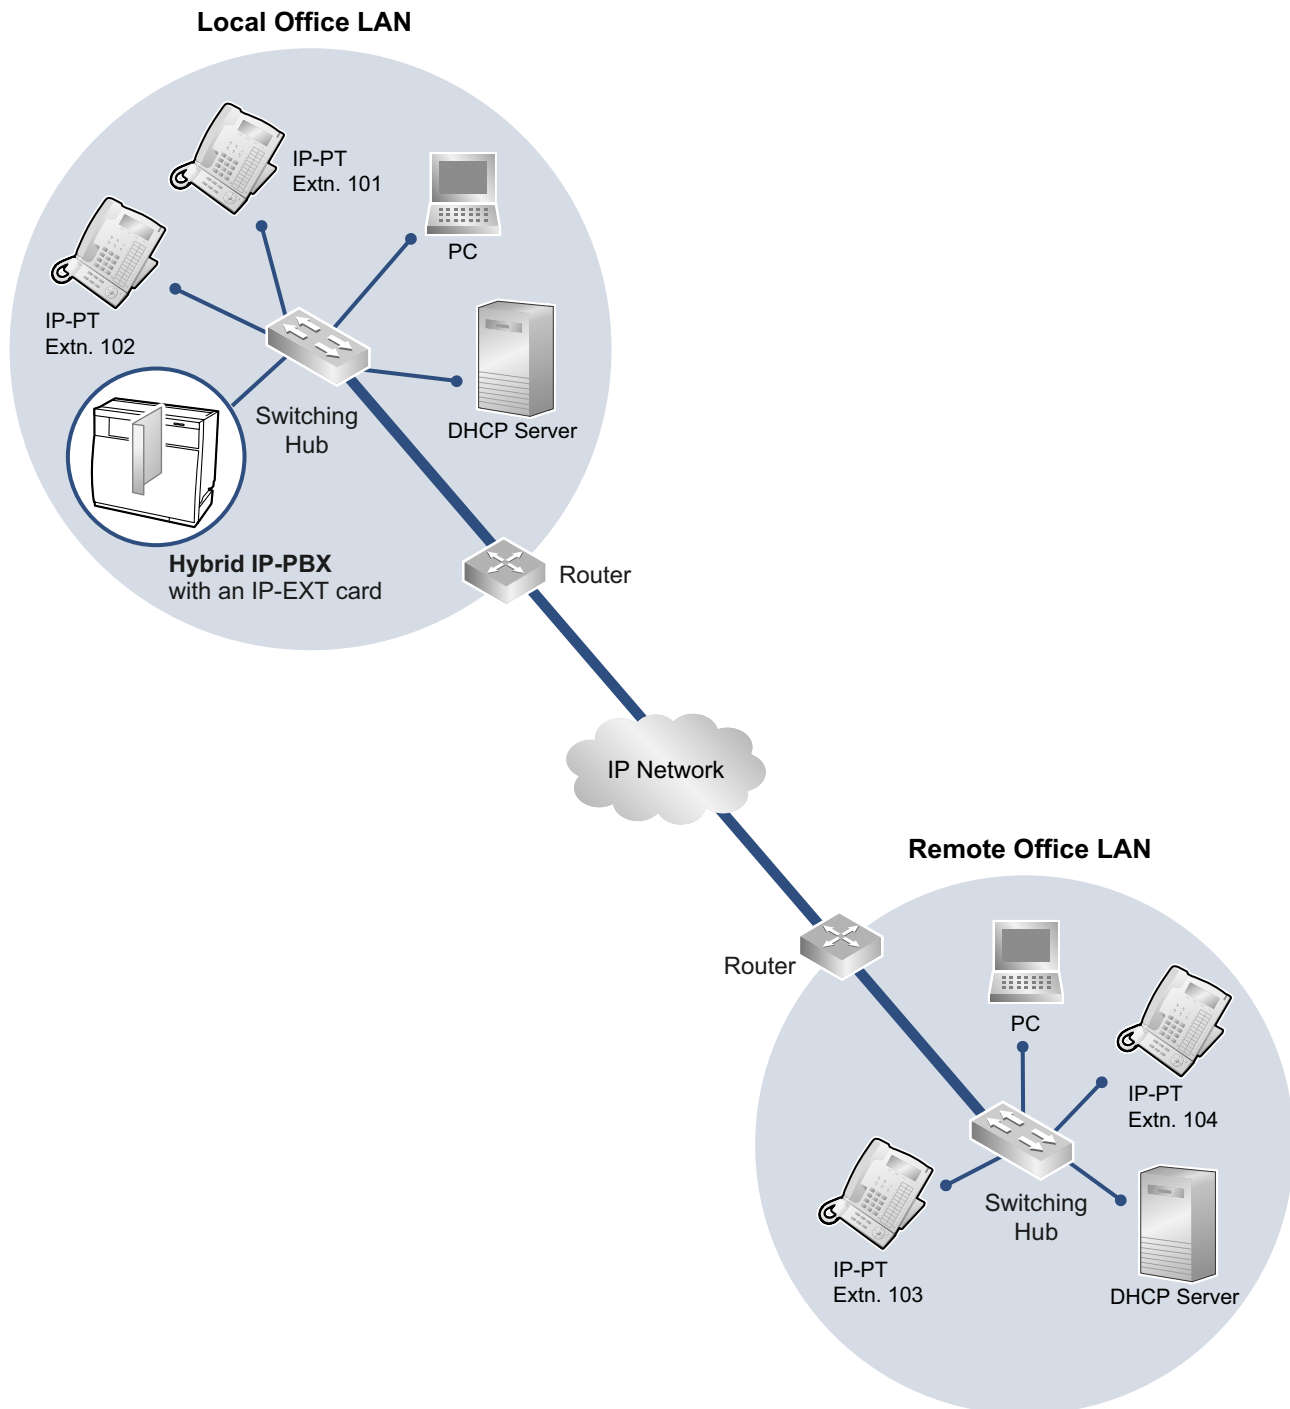 Local Office LAN
IP-PT
Extn. 101
PC
IP-PT
Extn. 102
Switching
Hub
DHCP Server
Hybrid IP-PBX
with an IP-EXT card
Router
IP Network
Remote Office LAN
Router
PC
IP-PT
Extn. 104
Switching
Hub
IP-PT
Extn. 103
DHCP Server